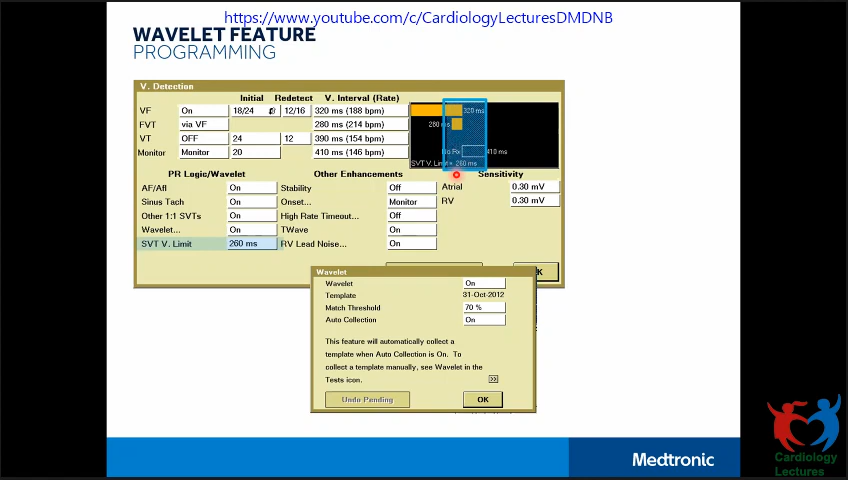 https://www.youtube.com/c/CardiologyLecturesDMDNB
WAVELET FEATURE
PROGRAMMING
V. Detection
Initial Redetect V. Interval (Rate)
VF On 18/24 12/16 320 ms (188 bpm) 320 ms
FVT via VF 280 ms (214 bpm) 280 ms
VT OFF 24 12 390 ms (154 bpm)
Monitor Monitor 20 410 ms (146 bpm) No Rx 410 ms
SVT V. Limit = 260 ms
PR Logic/Wavelet Other Enhancements Sensitivity
AF/Afl On Stability Off Atrial 0.30 mV
Sinus Tach On Onset... Monitor RV 0.30 mV
Other 1:1 SVTs On High Rate Timeout... Off
Wavelet... On TWave On
SVT V. Limit 260 ms RV Lead Noise... On
Wavelet
Wavelet On
Template 31-Oct-2012
Match Threshold 70 %
Auto Collection On
This feature will automatically collect a
template when Auto Collection is On. To
collect a template manually, see Wavelet in the
Tests icon. >>
Undo Pending OK
Medtronic
Cardiology
Lectures